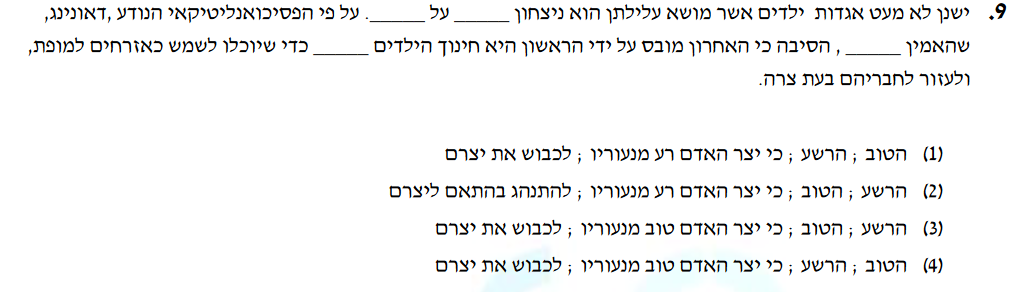 9. ישנן לא מעט אגדות ילדים אשר מושא עלילתן הוא ניצחון _____ על _____. על פי הפסיכואנליטיקאי הנודע ,דאונינג,
שהאמין _____ , הסיבה כי האחרון מובס על ידי הראשון היא חינוך הילדים _____ כדי שיוכלו לשמש כאזרחים למופת,
ולעזור לחבריהם בעת צרה.
(1) הטוב ; הרשע ; כי יצר האדם רע מנעוריו ; לכבוש את יצרם
(2) הרשע ; הטוב ; כי יצר האדם רע מנעוריו ; להתנהג בהתאם ליצרם
(3) הרשע ; הטוב ; כי יצר האדם טוב מנעוריו ; לכבוש את יצרם
(4) הטוב ; הרשע ; כי יצר האדם טוב מנעוריו ; לכבוש את יצרם